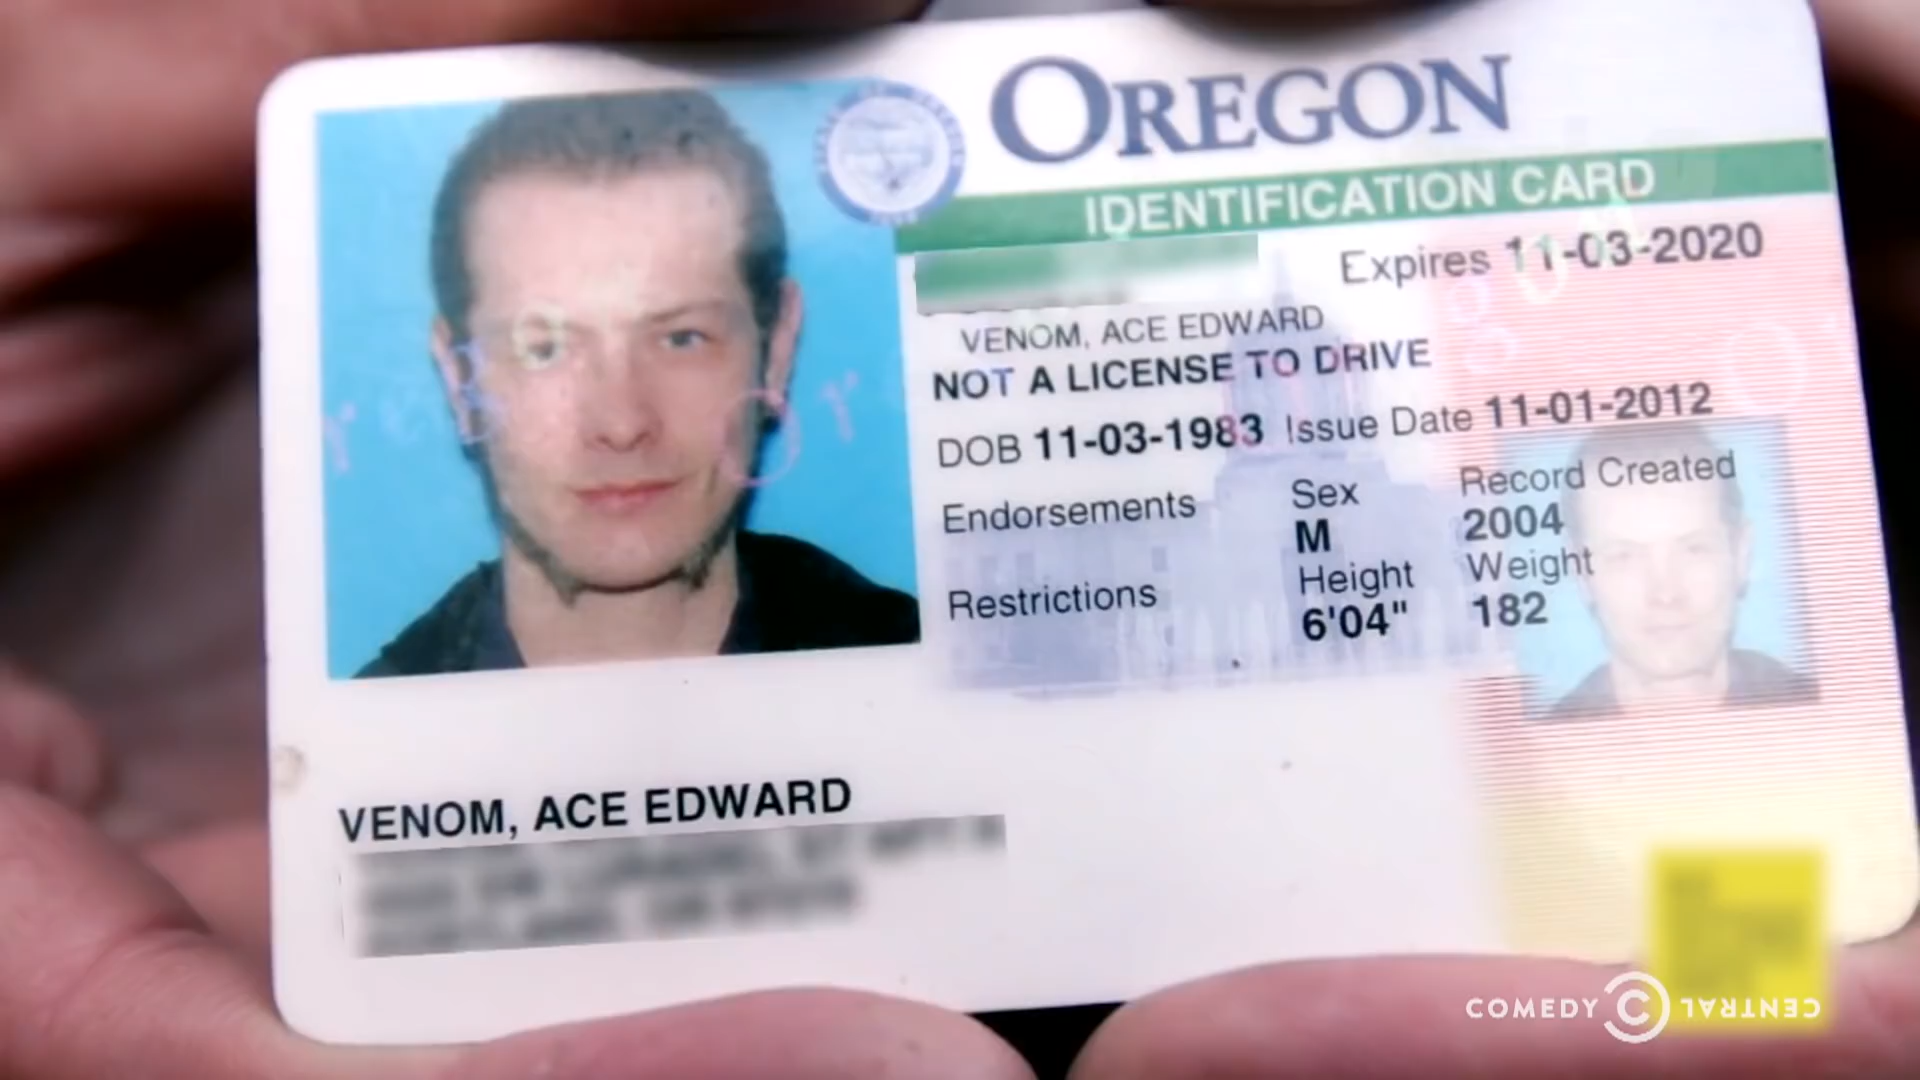 OREGON
IDENTIFICATION CARD
Expires 11-03-2020
VENOM, ACE EDWARD
NOT A LICENSE TO DRIVE
DOB 11-03-1983 Issue Date 11-01-2012
Endorsements Sex Record Created
M 2004
Restrictions Height Weight
6'04" 182
VENOM, ACE EDWARD
COMEDY C CENTRAL